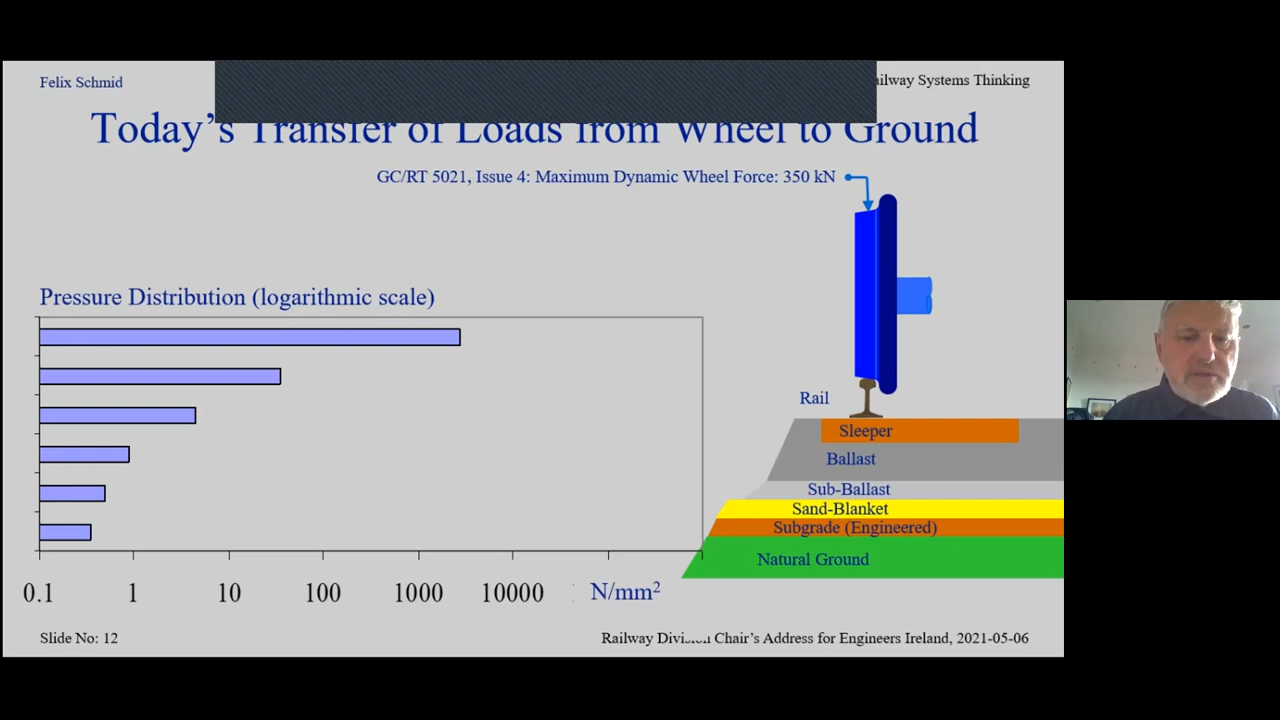 Felix Schmid
Railway Systems Thinking
Today's Transfer of Loads from Wheel to Ground
GC/RT 5021, Issue 4: Maximum Dynamic Wheel Force: 350 kN
Pressure Distribution (logarithmic scale)
Rail
Sleeper
Ballast
Sub-Ballast
Sand-Blanket
Subgrade (Engineered)
Natural Ground
0.1 1 10 100 1000 10000 N/mm²
Slide No: 12
Railway Division Chair's Address for Engineers Ireland, 2021-05-06